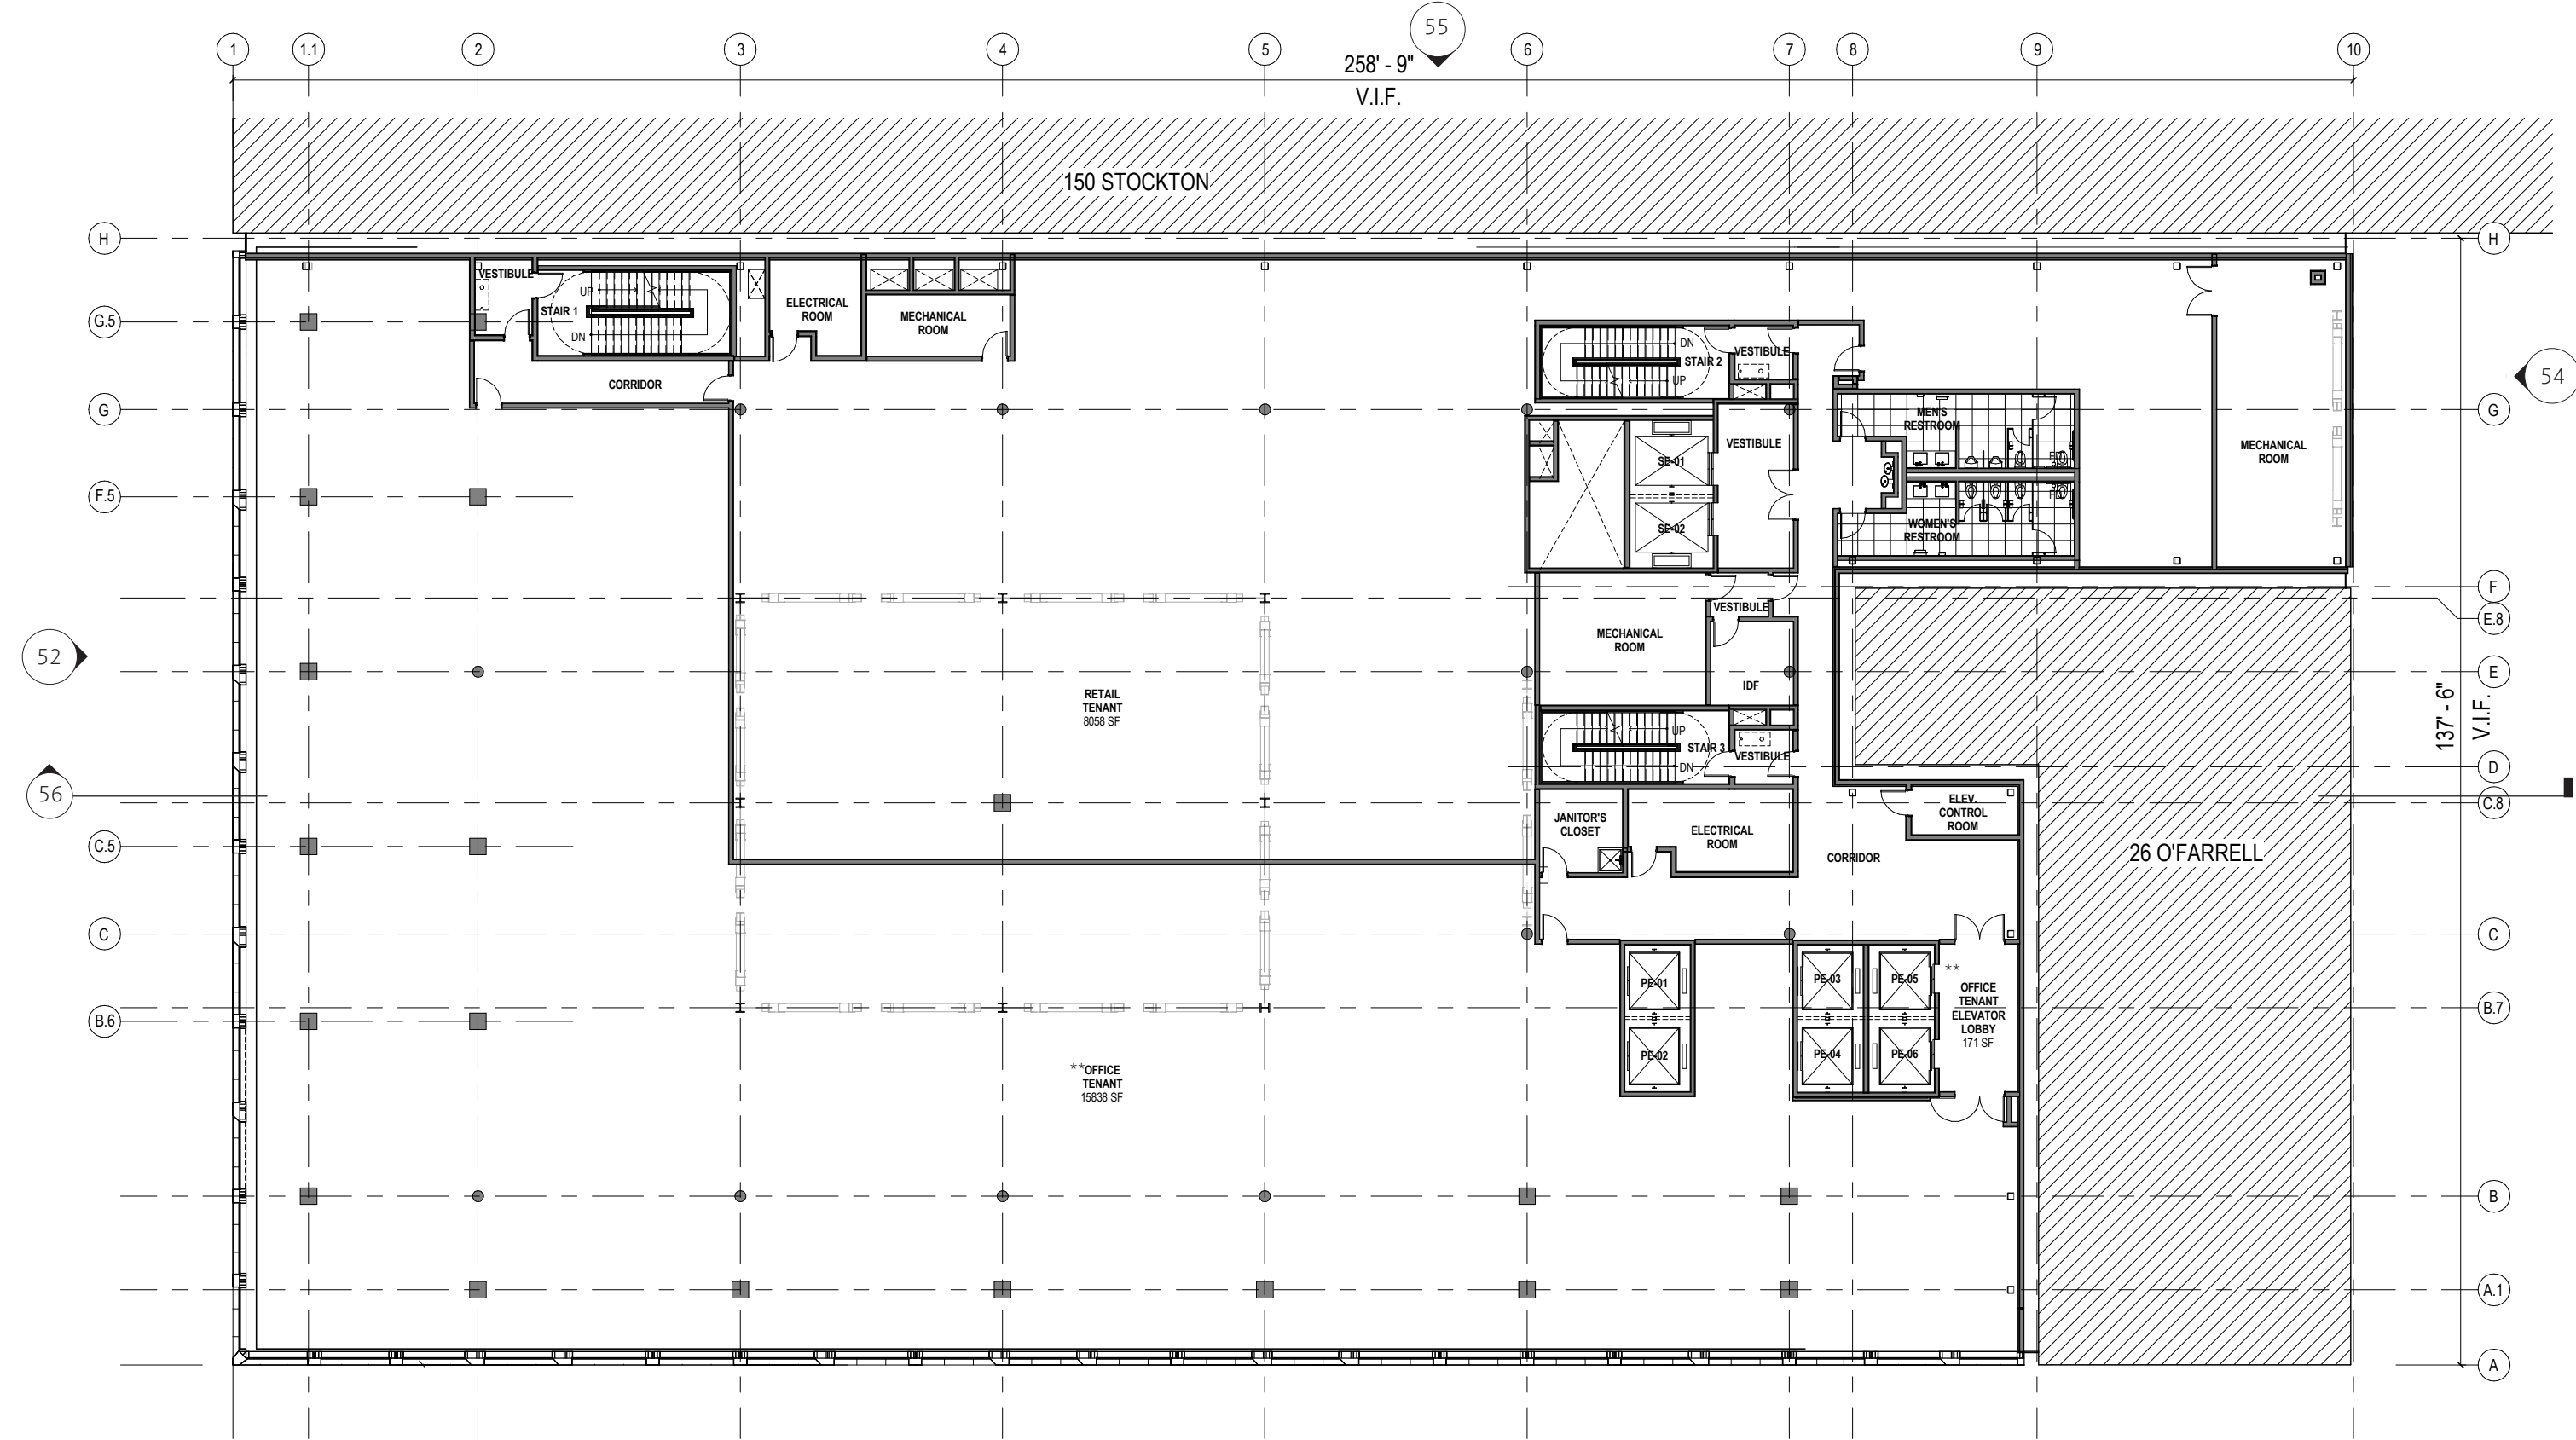 55
1
1.1
2
3
4
5
6
7
8
9
10
258' - 9"
V.I.F.
150 STOCKTON
H
H
VESTIBULE
UP
STAIR 1
DN
ELECTRICAL
ROOM
MECHANICAL
ROOM
G.5
CORRIDOR
DN
STAIR 2
UP
VESTIBULE
54
G
G
MEN'S
RESTROOM
VESTIBULE
SE-01
SE-02
FD
FD
MECHANICAL
ROOM
F.5
WOMEN'S
RESTROOM
F
E.8
VESTIBULE
MECHANICAL
ROOM
52
E
IDF
RETAIL
TENANT
8058 SF
137' - 6"
V.I.F.
UP
STAIR 3
DN
VESTIBULE
D
56
C.8
JANITOR'S
CLOSET
ELECTRICAL
ROOM
ELEV.
CONTROL
ROOM
C.5
CORRIDOR
26 O'FARRELL
C
C
PE-01
PE-02
PE-03
PE-04
PE-05
PE-06
**
OFFICE
TENANT
ELEVATOR
LOBBY
171 SF
B.6
B.7
**OFFICE
TENANT
15838 SF
B
A.1
A